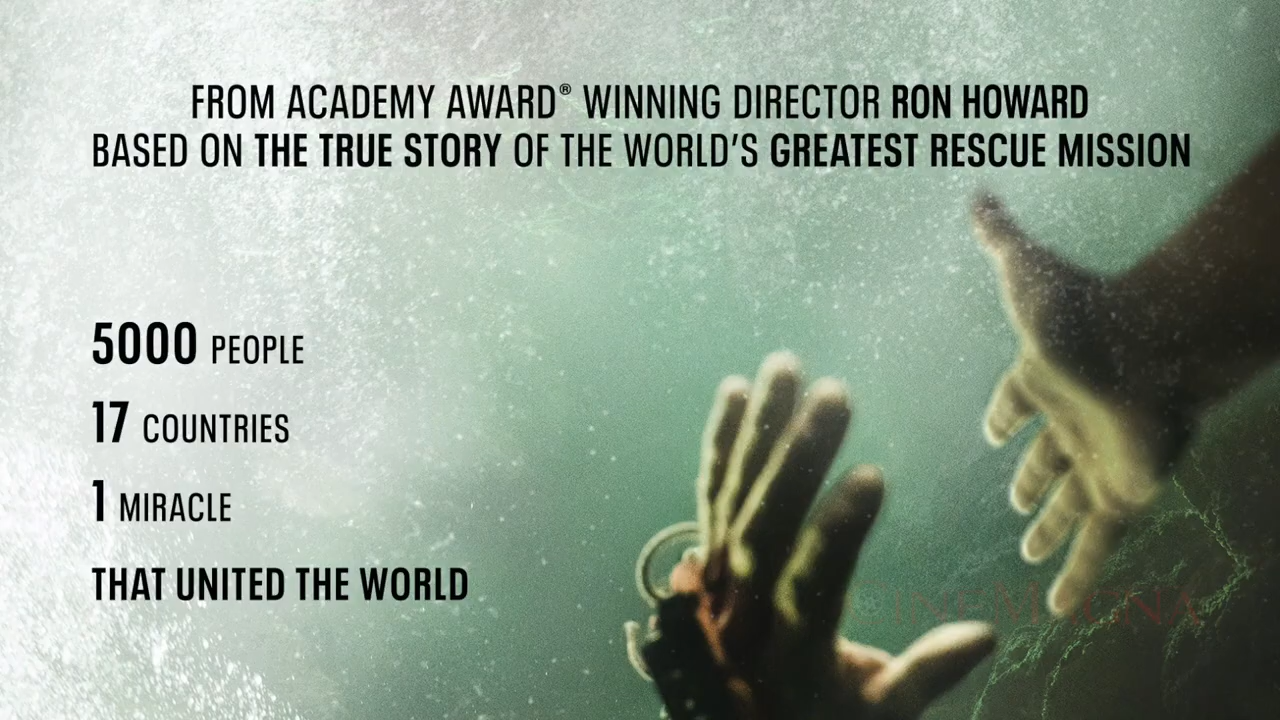 FROM ACADEMY AWARD® WINNING DIRECTOR RON HOWARD
BASED ON THE TRUE STORY OF THE WORLD'S GREATEST RESCUE MISSION
5000 PEOPLE
17 COUNTRIES
1 MIRACLE
THAT UNITED THE WORLD
CINEMAGNA